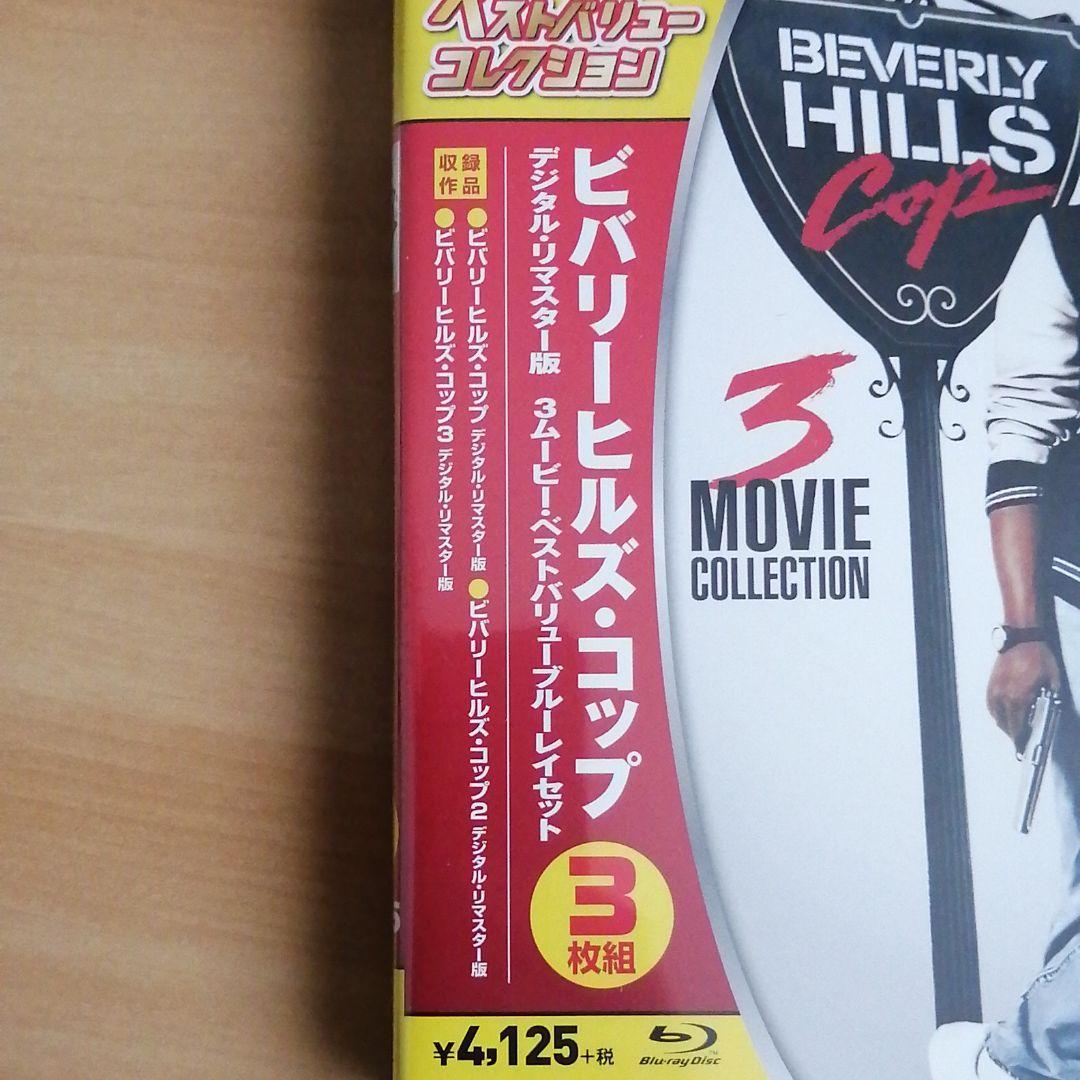 ベストバリュー
コレクション
ビバリーヒルズ・コップ
デジタル・リマスター版 3ムービー・ベストバリューブルーレイセット
収録
作品
●ビバリーヒルズ・コップ デジタル・リマスター版 ●ビバリーヒルズ・コップ2 デジタル・リマスター版
●ビバリーヒルズ・コップ3 デジタル・リマスター版
3
枚組
¥4,125+税
Blu-ray Disc
BEVERLY
HILLS
Cop
3
MOVIE
COLLECTION